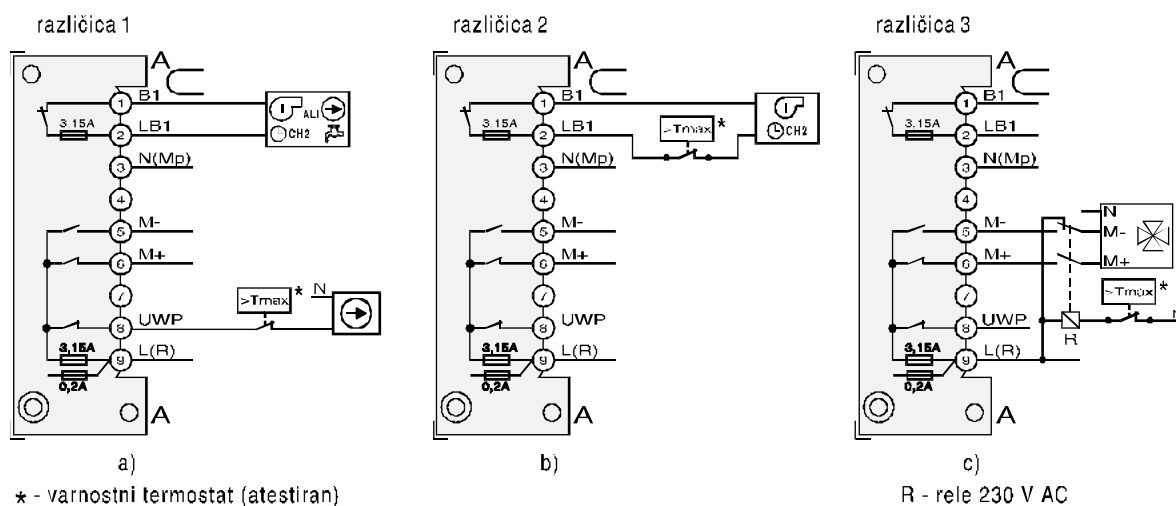 različica 1
A
1 B1
3.15A
2 LB1
ALI
CH2
3 N(Mp)
4
5 M-
6 M+
7
>Tmax * N
8 UWP
3,15A
9 L(R)
0,2A
A
a)
različica 2
A
1 B1
3.15A
2 LB1
>Tmax *
CH2
3 N(Mp)
4
5 M-
6 M+
7
8 UWP
3,15A
9 L(R)
0,2A
A
b)
različica 3
A
1 B1
3.15A
2 LB1
3 N(Mp)
4
N
5 M- M-
6 M+ M+
7
>Tmax *
8 UWP
R
N
3,15A
9 L(R)
0,2A
A
c)
* - varnostni termostat (atestiran)
R - rele 230 V AC